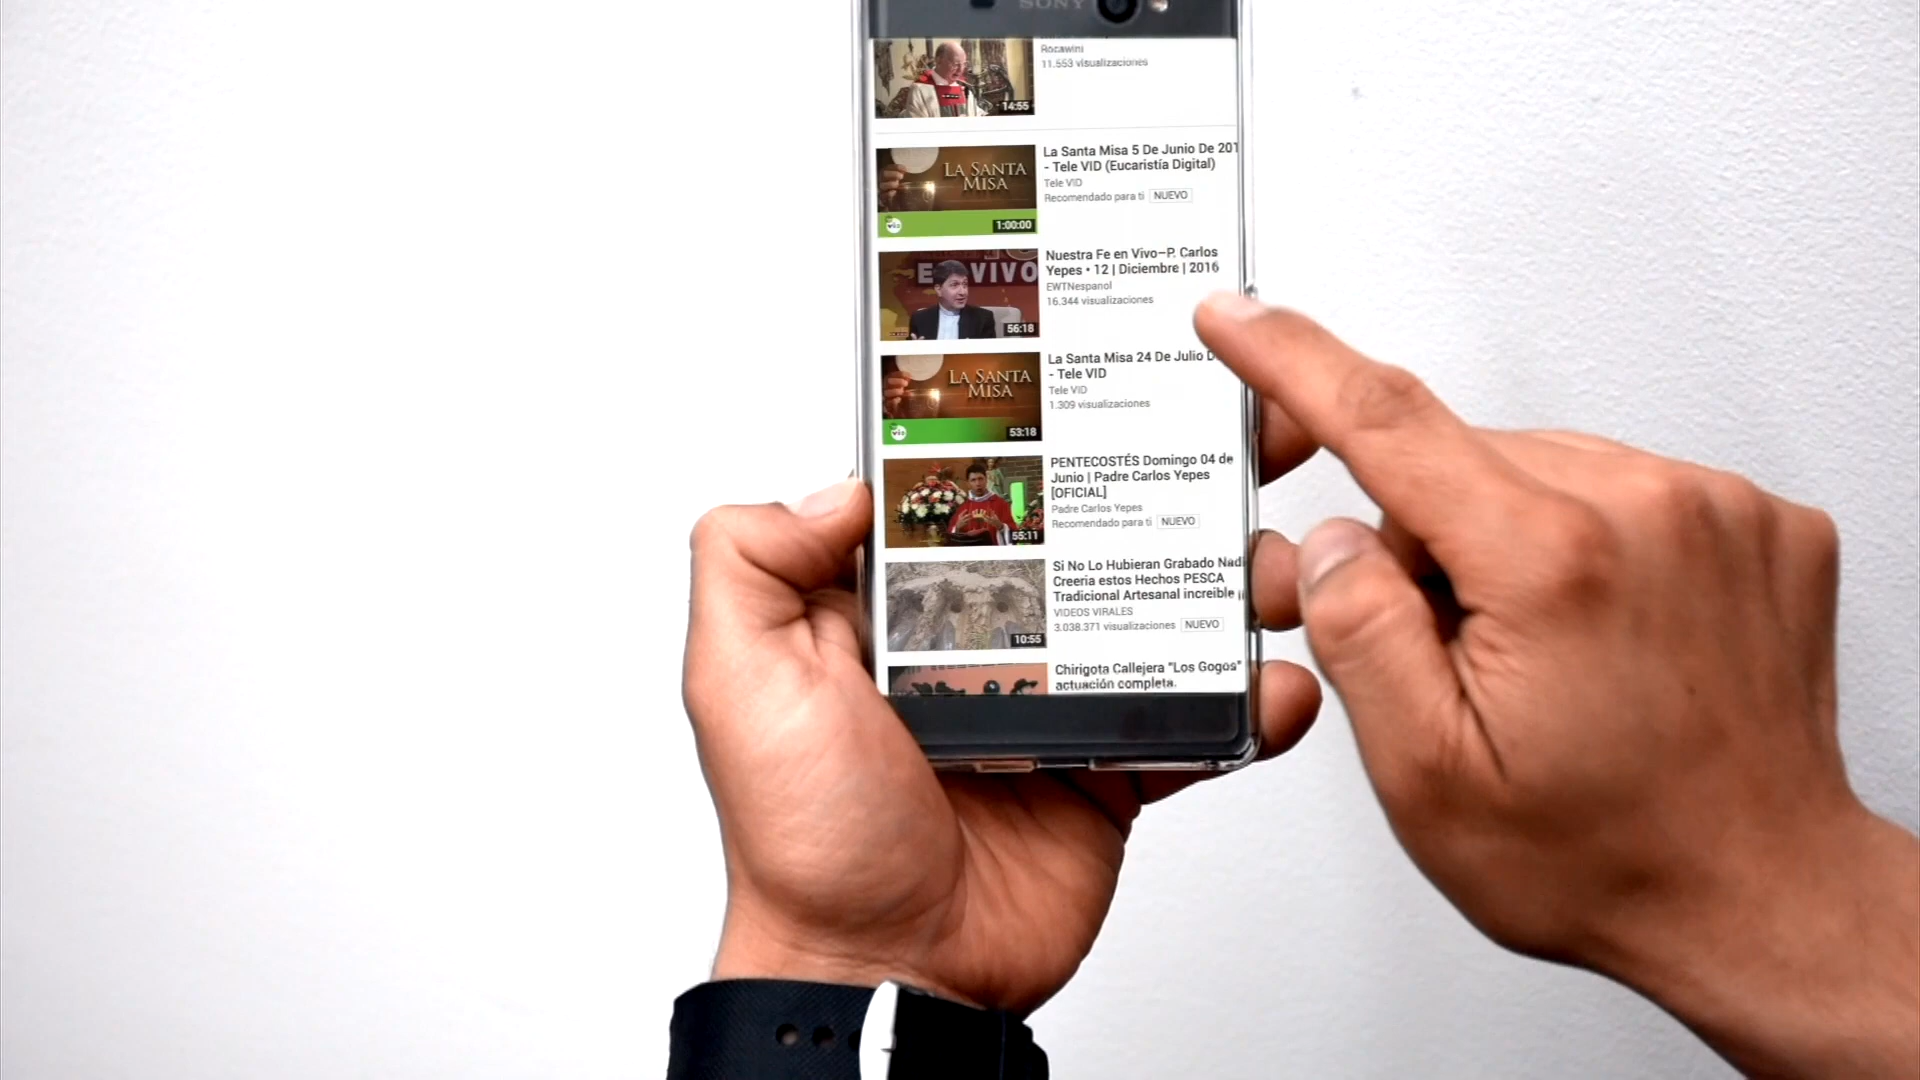 SONY
Rocawini
11.553 visualizaciones
14:55
LA SANTA
MISA
1:00:00
La Santa Misa 5 De Junio De 201
- Tele VID (Eucaristía Digital)
Tele VID
Recomendado para ti NUEVO
VIVO
56:18
Nuestra Fe en Vivo–P. Carlos
Yepes • 12 | Diciembre | 2016
EWTNespanol
16.344 visualizaciones
LA SANTA
MISA
vid
53:18
La Santa Misa 24 De Julio D
- Tele VID
Tele VID
1.309 visualizaciones
55:11
PENTECOSTÉS Domingo 04 de
Junio | Padre Carlos Yepes
[OFICIAL]
Padre Carlos Yepes
Recomendado para ti NUEVO
10:55
Si No Lo Hubieran Grabado Nadi
Creeria estos Hechos PESCA
Tradicional Artesanal increible
VIDEOS VIRALES
3.038.371 visualizaciones NUEVO
Chirigota Callejera "Los Gogos"
actuación completa.